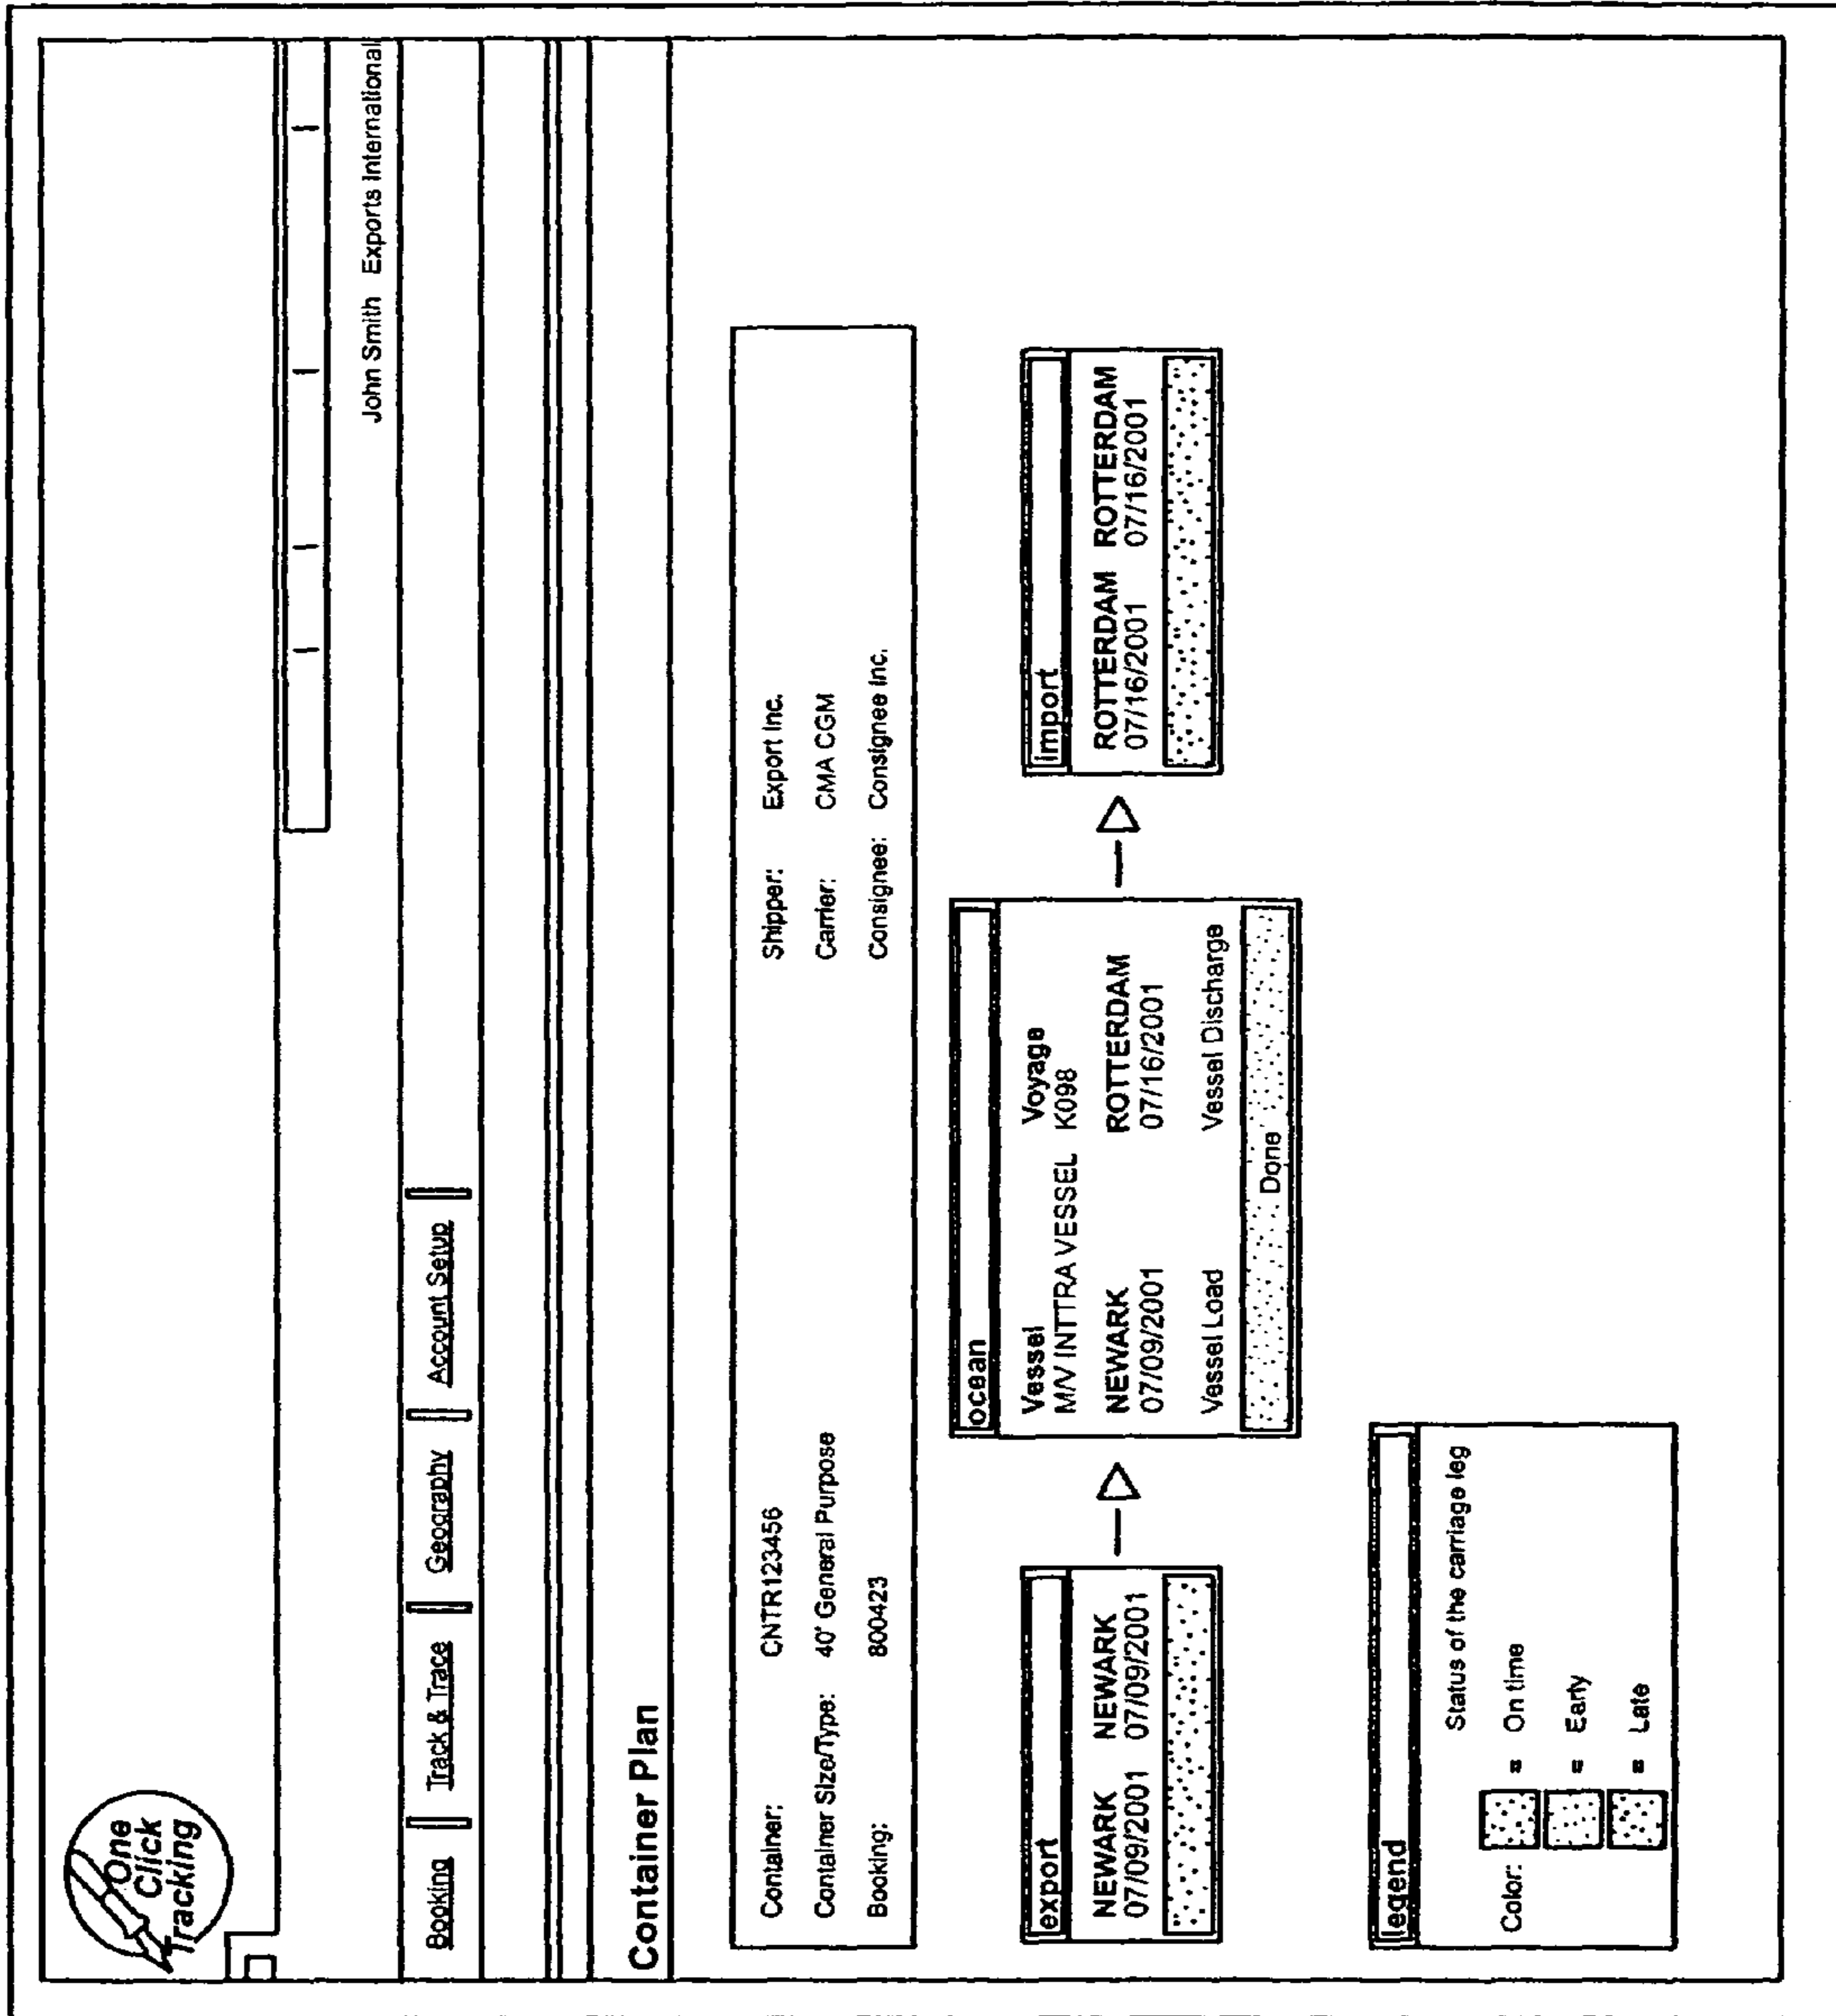 One
Click
Tracking
John Smith Exports International
Booking Track & Trace Geography Account Setup
Container Plan
Container: CNTR123456 Shipper: Export Inc.
Container Size/Type: 40' General Purpose Carrier: CMA CGM
Booking: 800423 Consignee: Consignee Inc.
export
NEWARK NEWARK
07/09/2001 07/09/2001
ocean
Vessel Voyage
M/V INTTRA VESSEL K098
NEWARK ROTTERDAM
07/09/2001 07/16/2001
Vessel Load Vessel Discharge
Done
import
ROTTERDAM ROTTERDAM
07/16/2001 07/16/2001
legend
Status of the carriage leg
Color: = On time
= Early
= Late